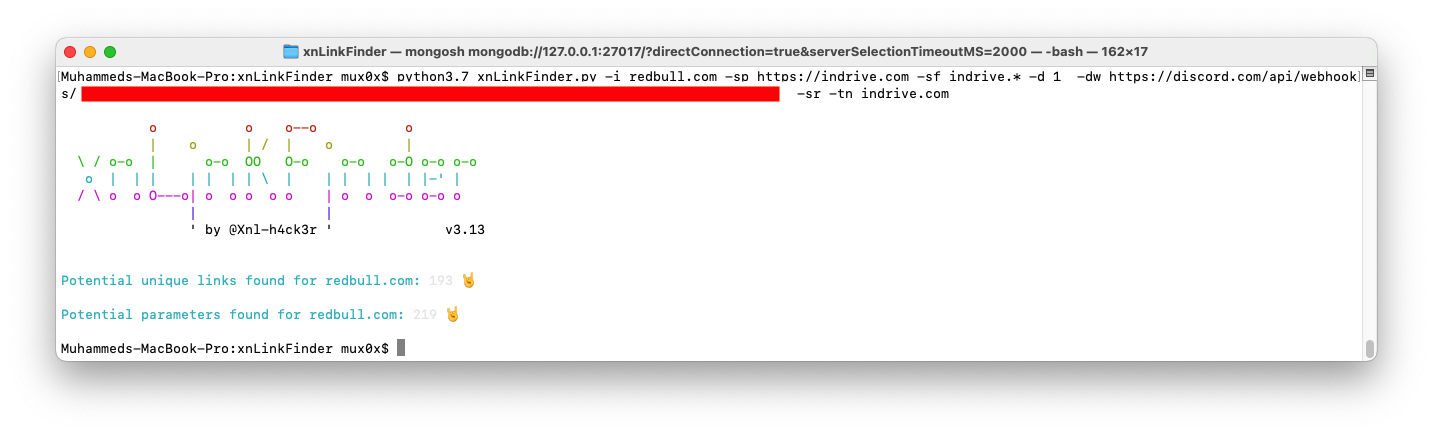 xnLinkFinder — mongosh mongodb://127.0.0.1:27017/?directConnection=true&serverSelectionTimeoutMS=2000 — -bash — 162×17
[Muhammeds-MacBook-Pro:xnLinkFinder mux0x$ python3.7 xnLinkFinder.py -i redbull.com -sp https://indrive.com -sf indrive.* -d 1  -dw https://discord.com/api/webhook]
s/  -sr -tn indrive.com
           o           o    o--o           o
           |    o      | /  |    o         |
  \ / o-o  |      o-o  OO   O-o    o-o   o-O o-o o-o
   o  |  | |    | |  | | \  |    | |  | |  | |-' |
  / \ o  o O---o| o  o o  o o    | o  o  o-o o-o o
                |                |
                ' by @Xnl-h4ck3r '              v3.13
Potential unique links found for redbull.com: 193 🤘
Potential parameters found for redbull.com: 219 🤘
Muhammeds-MacBook-Pro:xnLinkFinder mux0x$